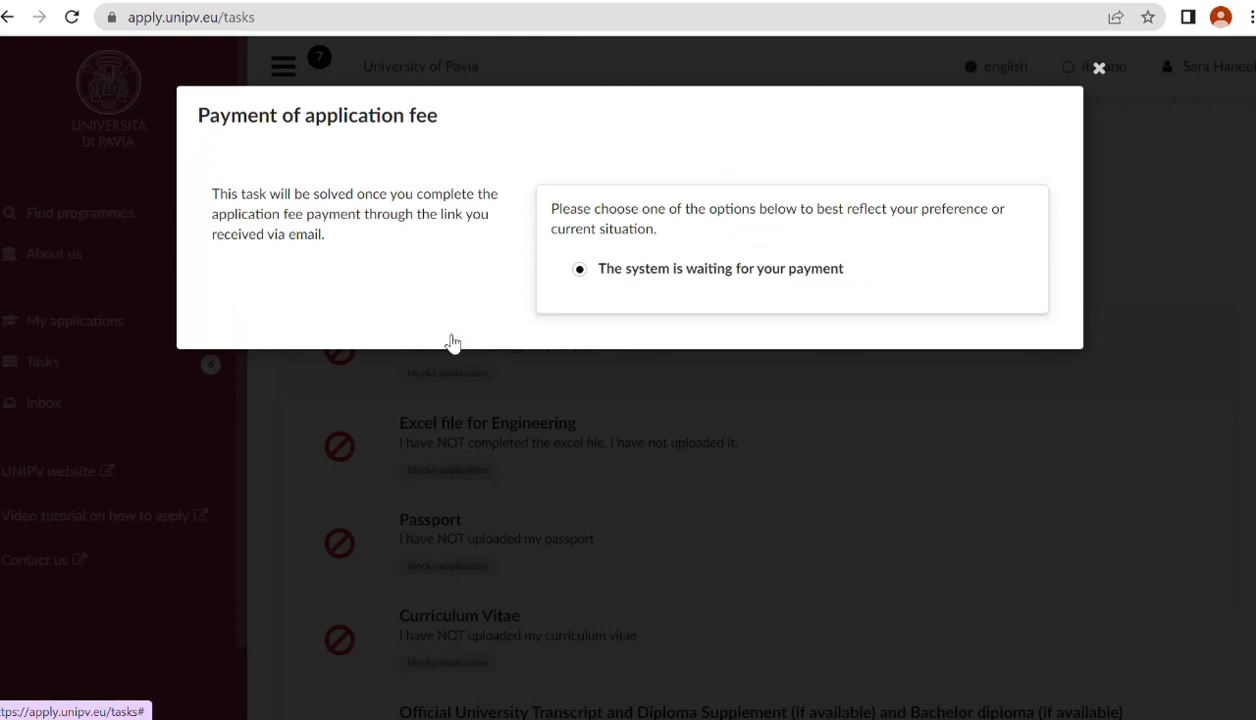 apply.unipv.eu/tasks
7
University of Pavia
english
italiano
UNIVERSITÀ
DI PAVIA
Payment of application fee
This task will be solved once you complete the
application fee payment through the link you
received via email.
Please choose one of the options below to best reflect your preference or
current situation.
The system is waiting for your payment
Find programmes
About us
My applications
Tasks
6
Inbox
UNIPV website
Video tutorial on how to apply
Contact us
blocks application
Excel file for Engineering
I have NOT completed the excel file, I have not uploaded it.
blocks application
Passport
I have NOT uploaded my passport
blocks application
Curriculum Vitae
I have NOT uploaded my curriculum vitae
blocks application
Official University Transcript and Diploma Supplement (if available) and Bachelor diploma (if available)
ttps://apply.unipv.eu/tasks#